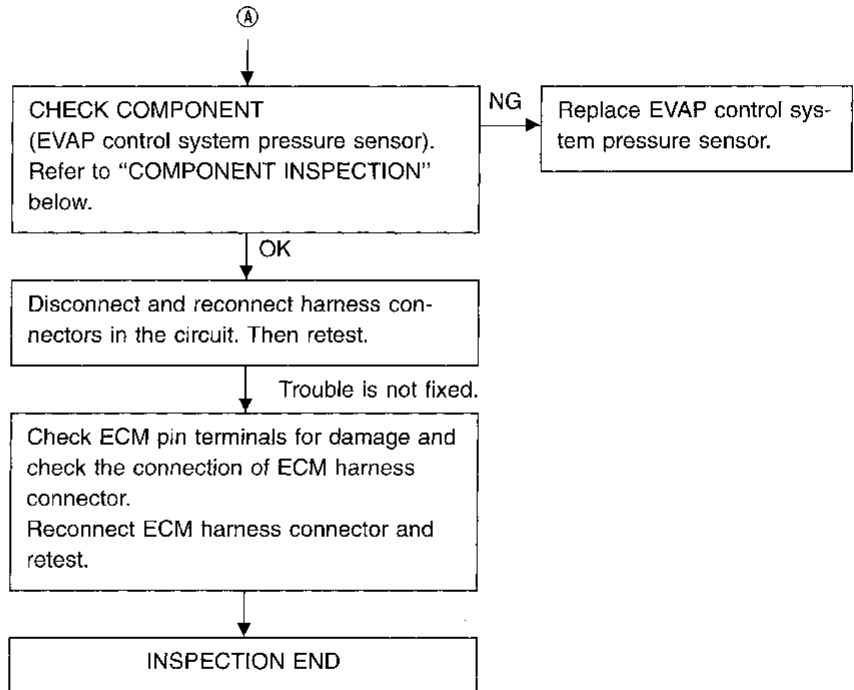 Ⓐ
CHECK COMPONENT
(EVAP control system pressure sensor).
Refer to “COMPONENT INSPECTION”
below.
NG
Replace EVAP control sys-
tem pressure sensor.
OK
Disconnect and reconnect harness con-
nectors in the circuit. Then retest.
Trouble is not fixed.
Check ECM pin terminals for damage and
check the connection of ECM harness
connector.
Reconnect ECM harness connector and
retest.
INSPECTION END